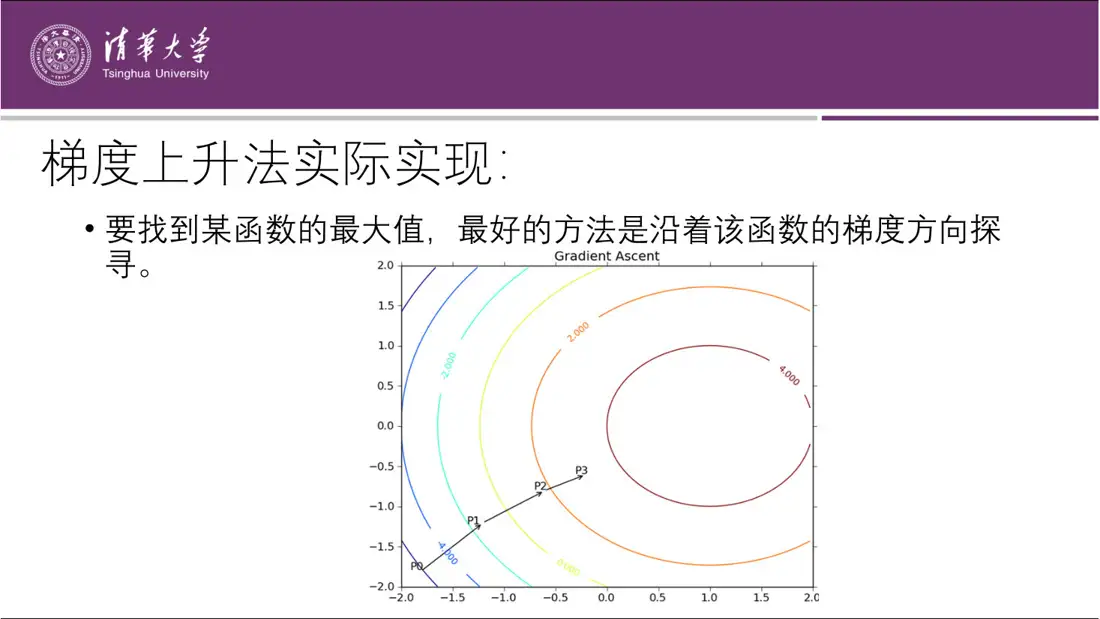 清华大学
Tsinghua University
梯度上升法实际实现：
• 要找到某函数的最大值，最好的方法是沿着该函数的梯度方向探
寻。
Gradient Ascent
2.0
1.5
1.0
0.5
0.0
−0.5
−1.0
−1.5
−2.0
2.000
-2.000
4.000
P3
P2
P1
P0
-4.000
0.000
−2.0 −1.5 −1.0 −0.5 0.0 0.5 1.0 1.5 2.0